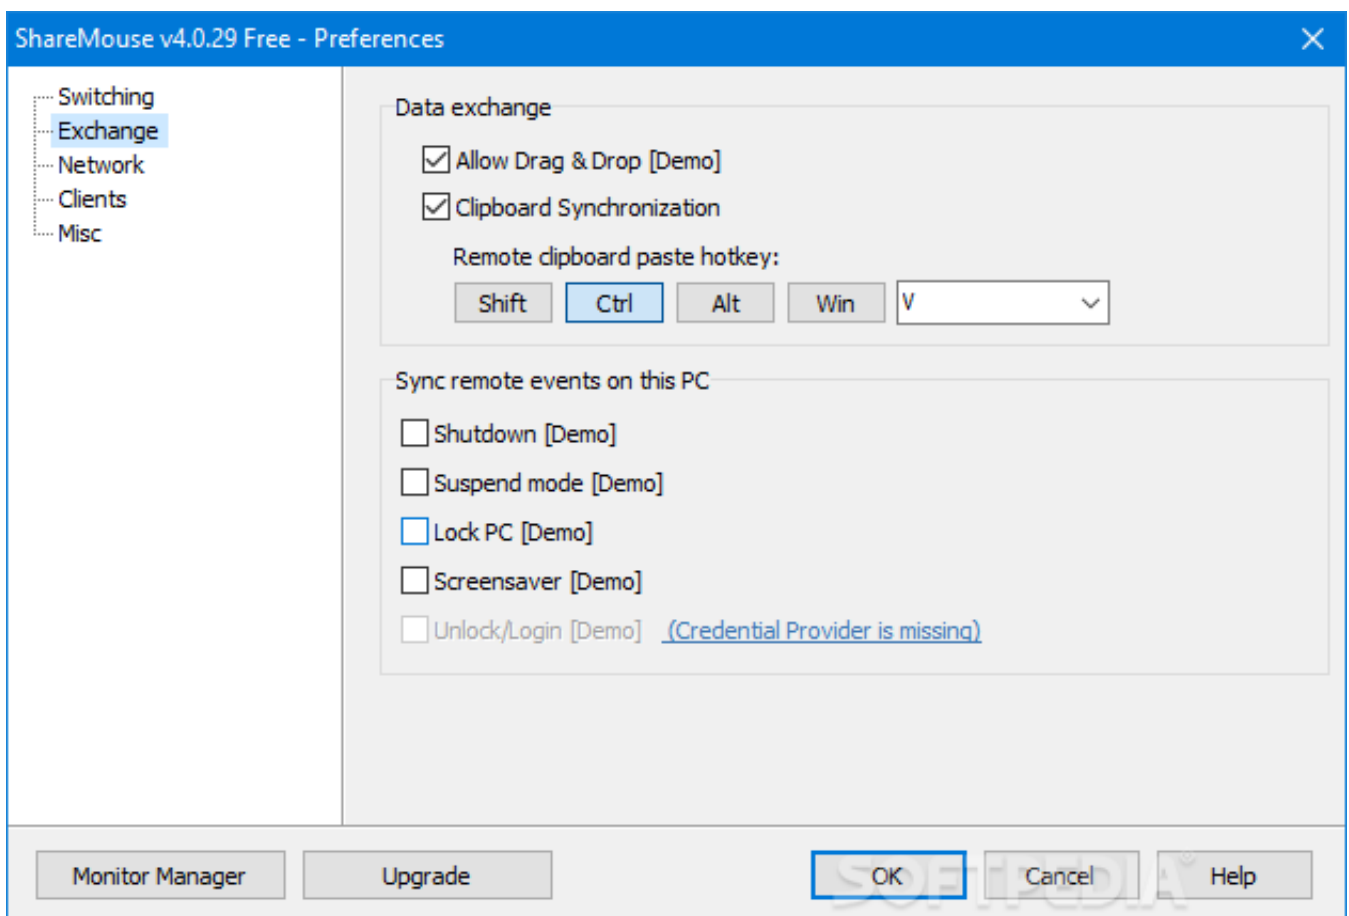 ShareMouse v4.0.29 Free - Preferences
Switching
Exchange
Network
Clients
Misc
Data exchange
Allow Drag & Drop [Demo]
Clipboard Synchronization
Remote clipboard paste hotkey:
Shift Ctrl Alt Win V
Sync remote events on this PC
Shutdown [Demo]
Suspend mode [Demo]
Lock PC [Demo]
Screensaver [Demo]
Unlock/Login [Demo] (Credential Provider is missing)
Monitor Manager Upgrade OK Cancel Help
SOFTPEDIA®